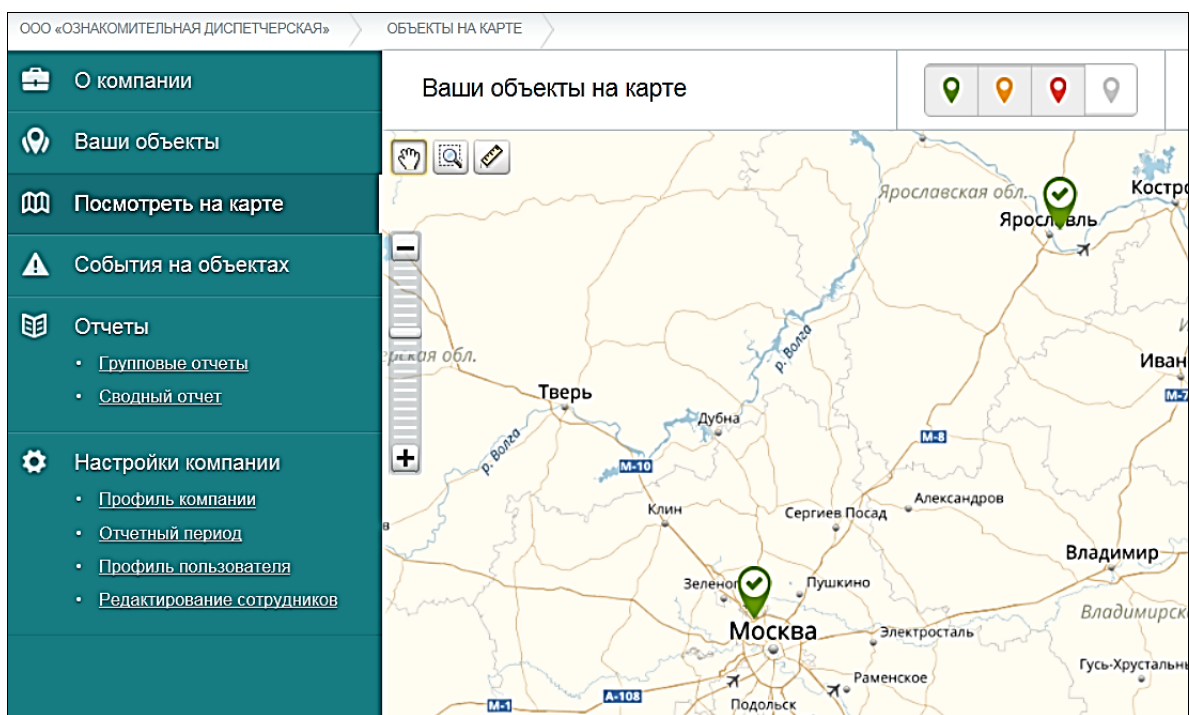 ООО «ОЗНАКОМИТЕЛЬНАЯ ДИСПЕТЧЕРСКАЯ»
ОБЪЕКТЫ НА КАРТЕ
О компании
Ваши объекты
Посмотреть на карте
События на объектах
Отчеты
Групповые отчеты
Сводный отчет
Настройки компании
Профиль компании
Отчетный период
Профиль пользователя
Редактирование сотрудников
Ваши объекты на карте
Ярославская обл.
Костро
р. Волга
Иван
М-7
Тверь
Дубна
М-8
р. Волга
М-10
Клин
Сергиев Посад
Александров
Владимир
Зеленог
Пушкино
Владимирск
Москва
Электросталь
Гусь-Хрустальн
Раменское
А-108
М-1
Подольск